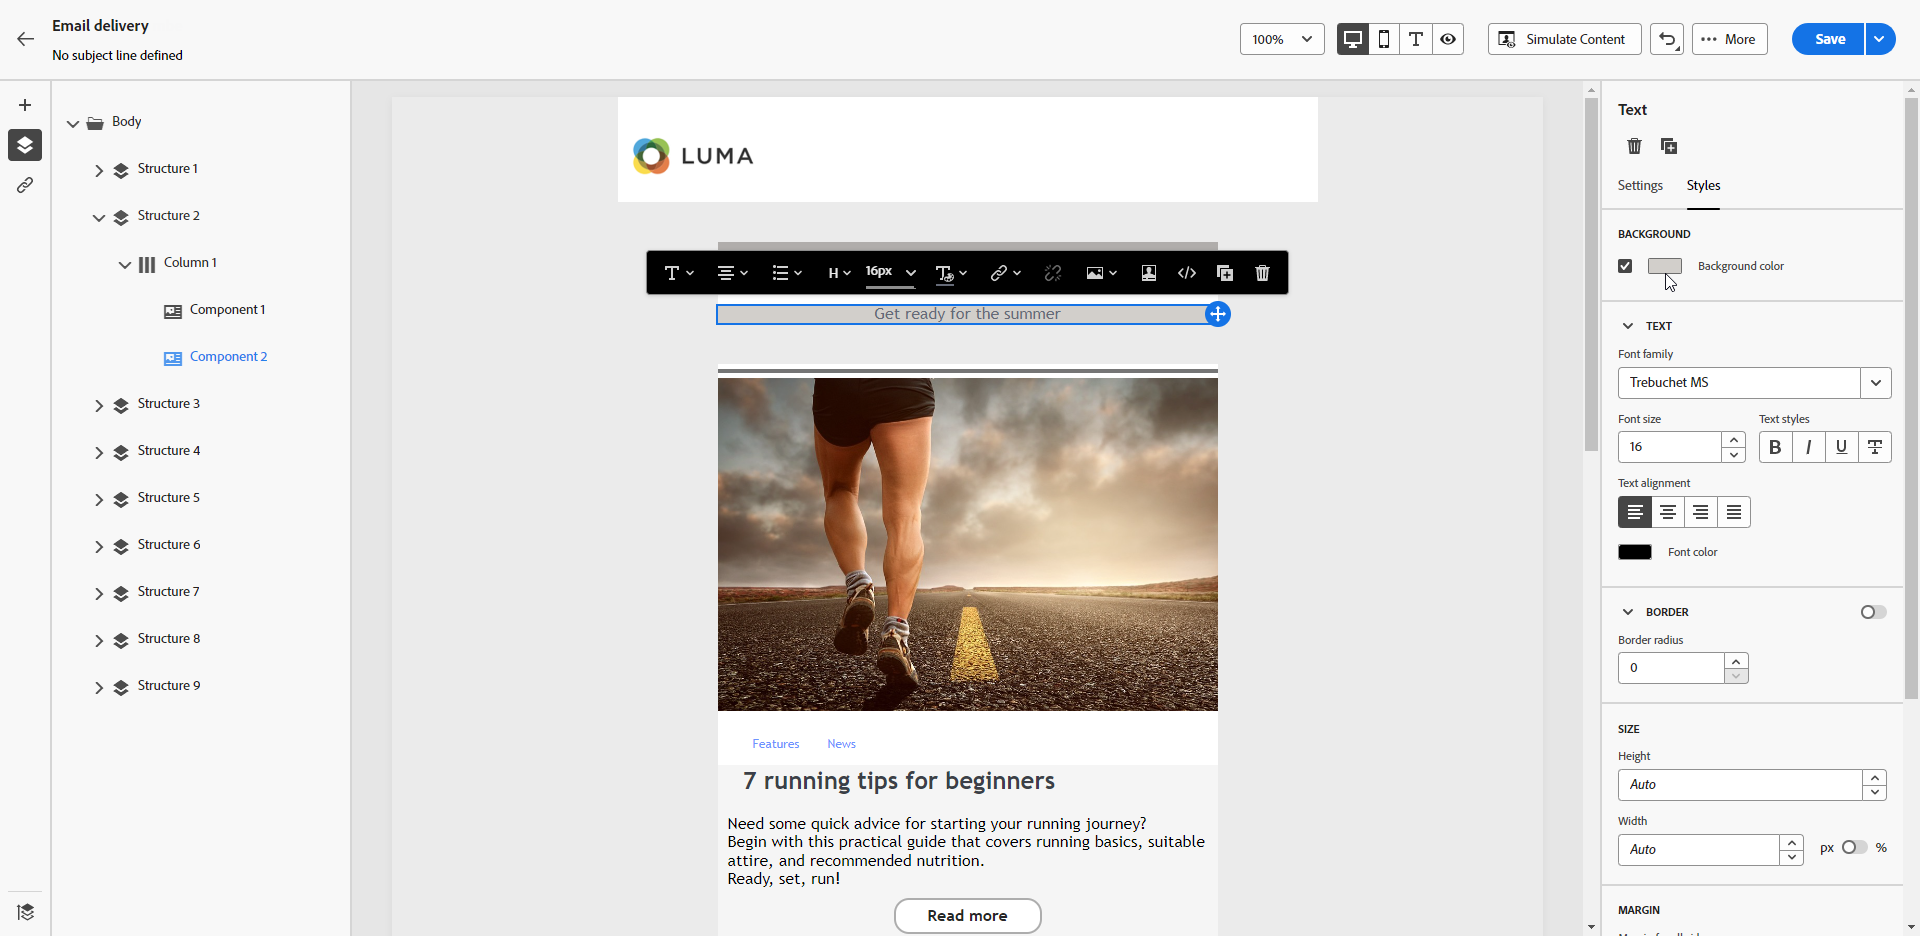 Email delivery
No subject line defined
100%
Simulate Content
More
Save
Body
Structure 1
Structure 2
Column 1
Component 1
Component 2
Structure 3
Structure 4
Structure 5
Structure 6
Structure 7
Structure 8
Structure 9
LUMA
T
H
16px
Get ready for the summer
Features News
7 running tips for beginners
Need some quick advice for starting your running journey?
Begin with this practical guide that covers running basics, suitable
attire, and recommended nutrition.
Ready, set, run!
Read more
Text
Settings Styles
BACKGROUND
Background color
TEXT
Font family
Trebuchet MS
Font size Text styles
16 B I U T
Text alignment
Font color
BORDER
Border radius
0
SIZE
Height
Auto
Width
Auto px %
MARGIN